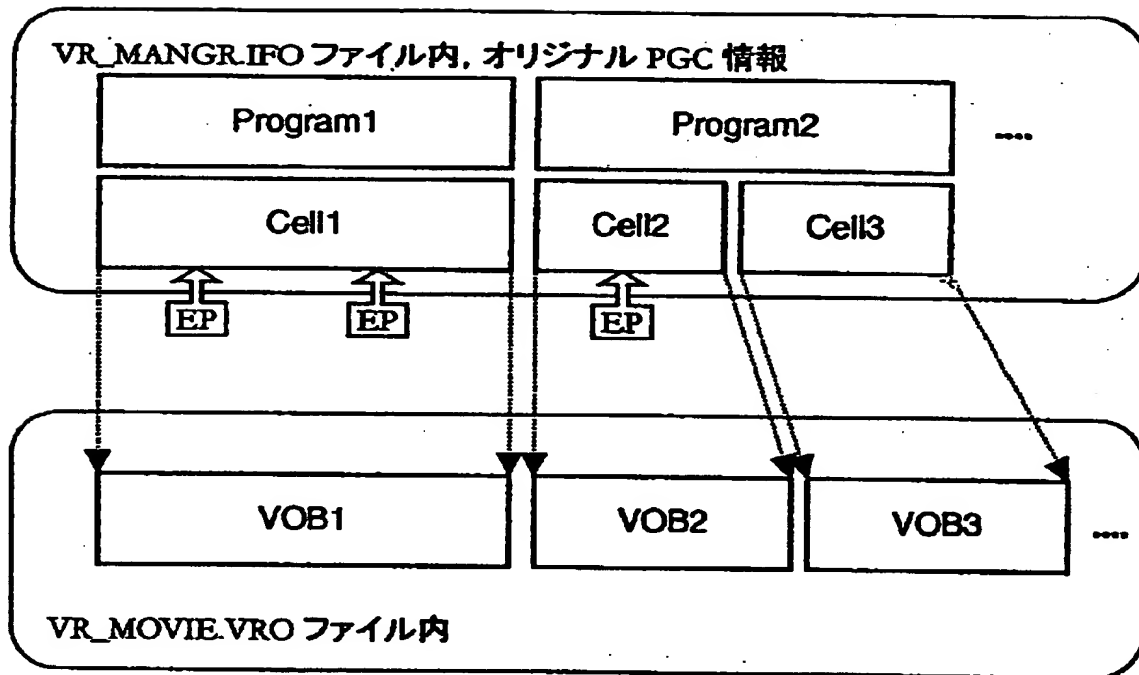 VR_MANGR.IFO ファイル内, オリジナル PGC 情報
Program1 Program2 ....
Cell1 Cell2 Cell3
EP EP EP
VOB1 VOB2 VOB3 ....
VR_MOVIE.VRO ファイル内